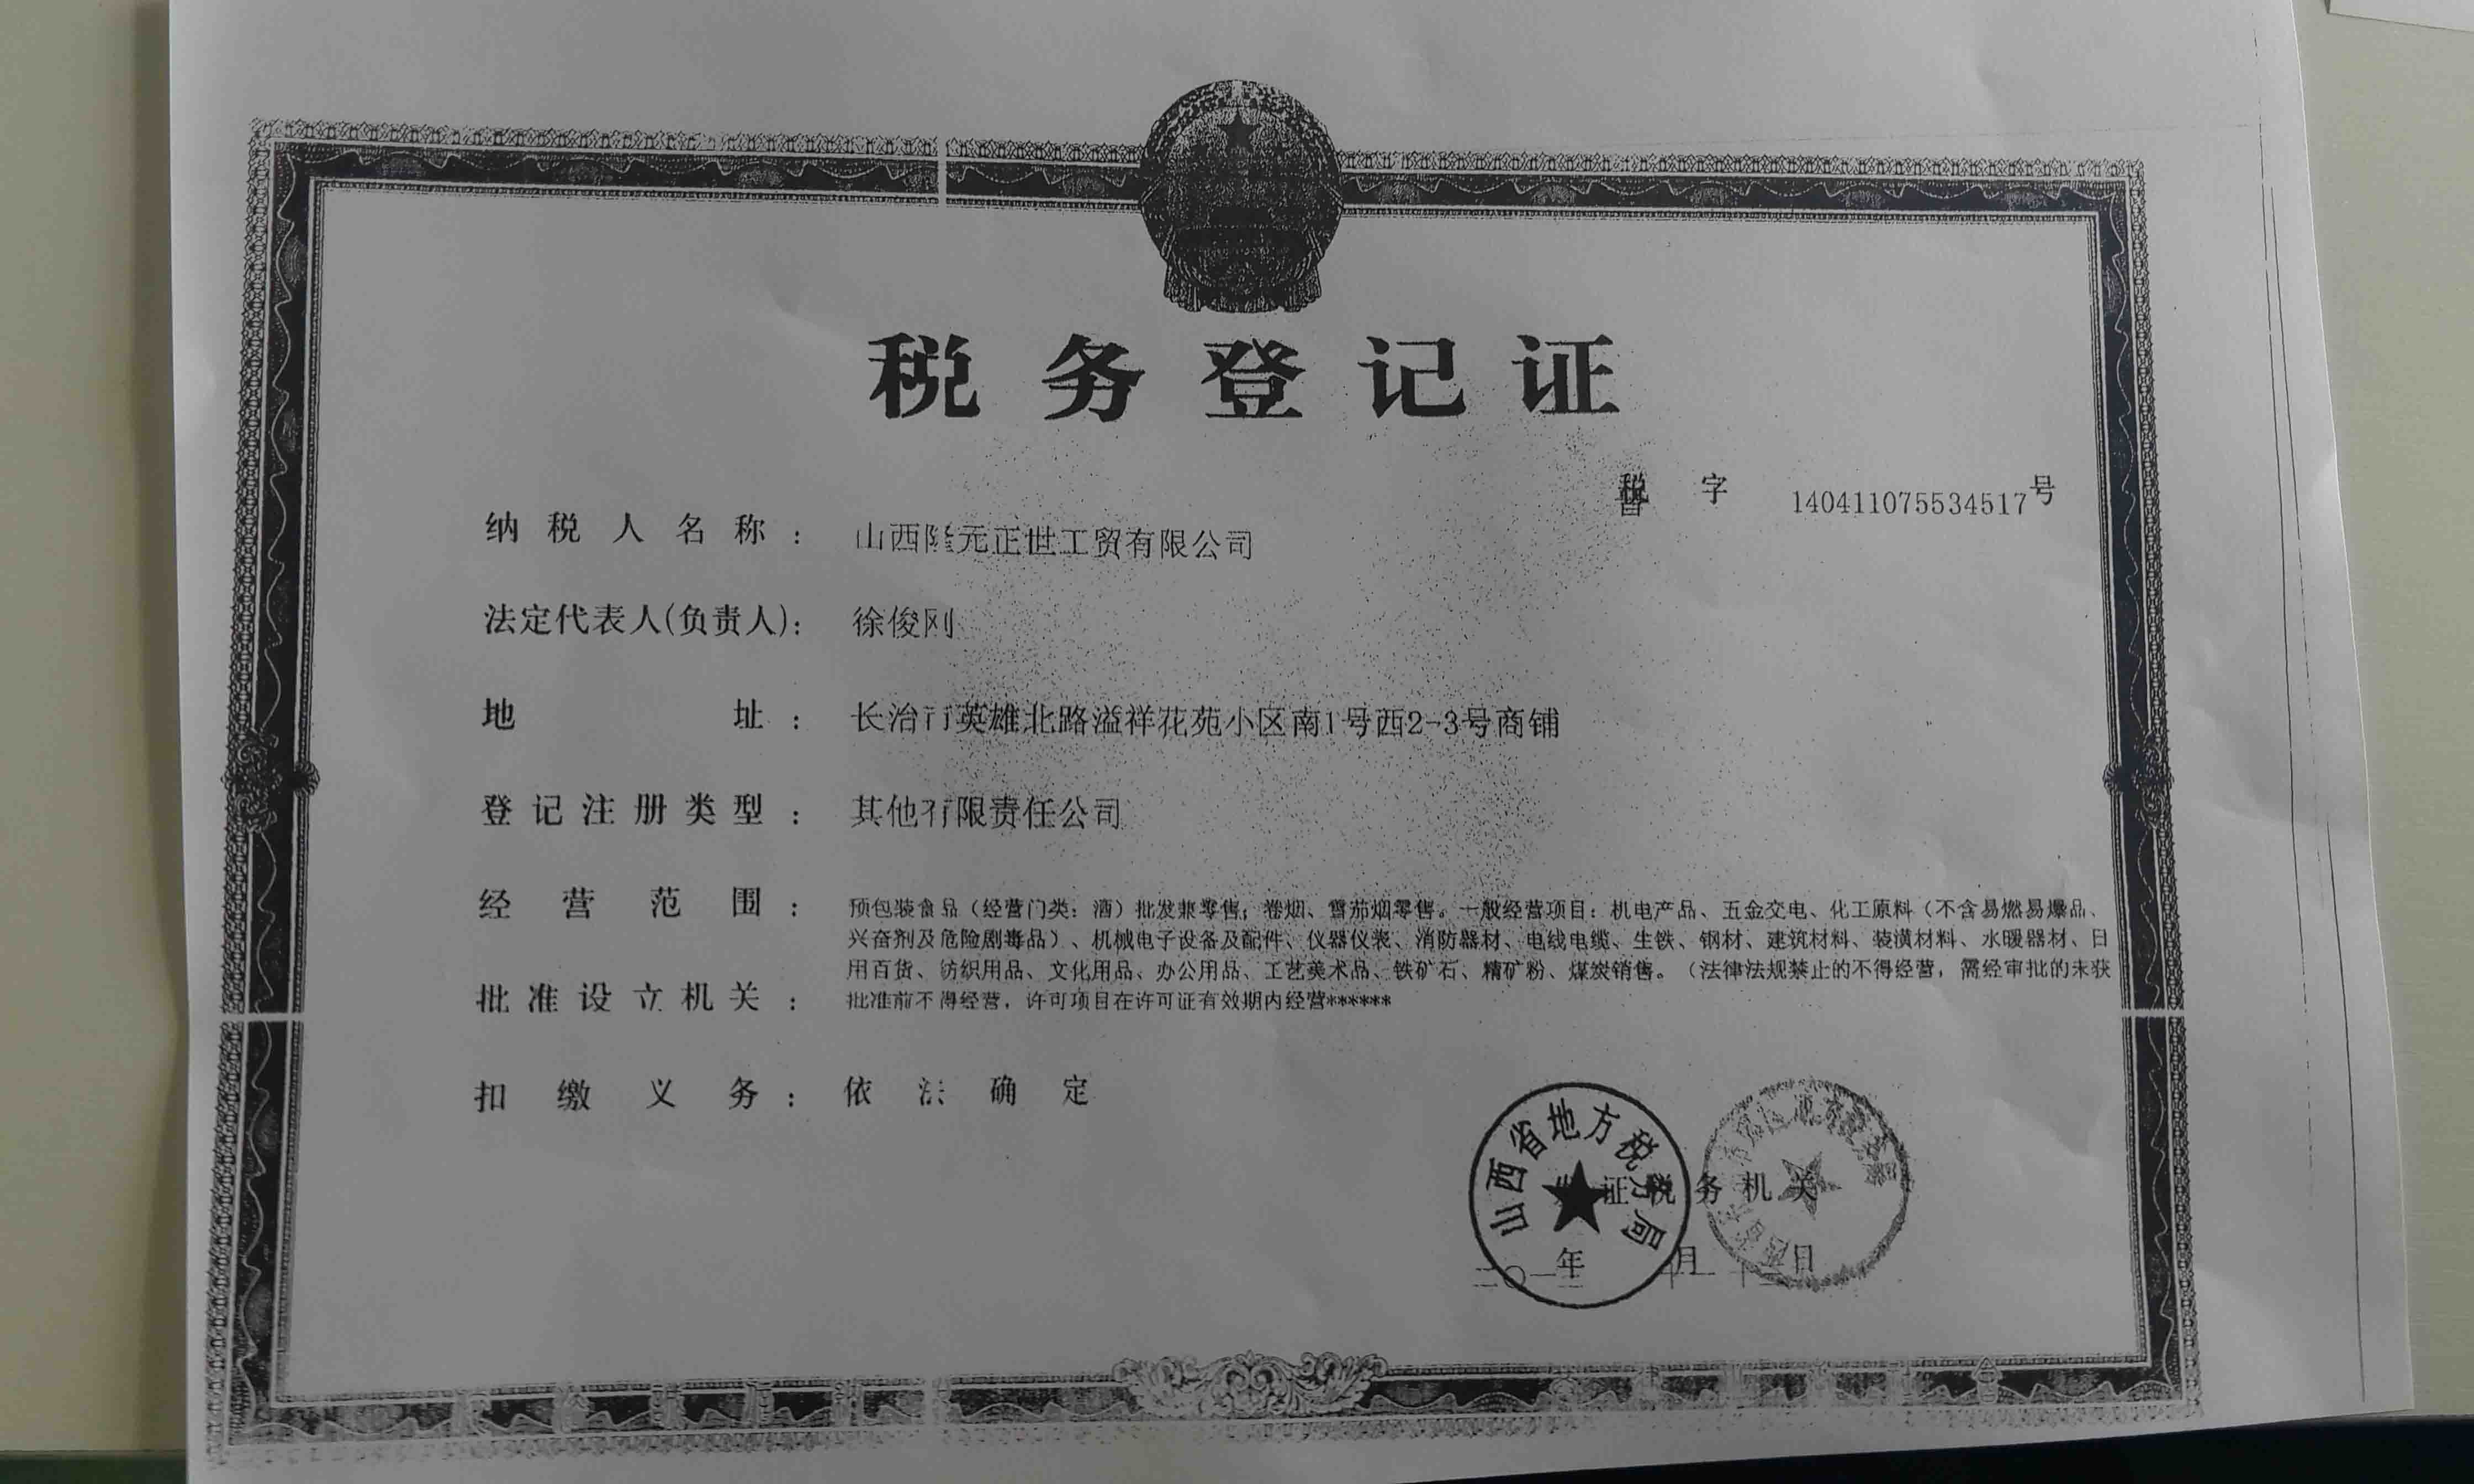 税务登记证
税字140411075534517号
纳税人名称：山西隆元正世工贸有限公司
法定代表人(负责人)：徐俊刚
地址：长治市英雄北路溢祥花苑小区南1号西2-3号商铺
登记注册类型：其他有限责任公司
经营范围：预包装食品（经营门类：酒）批发兼零售；卷烟、雪茄烟零售。一般经营项目：机电产品、五金交电、化工原料（不含易燃易爆品、
兴奋剂及危险剧毒品）、机械电子设备及配件、仪器仪表、消防器材、电线电缆、生铁、钢材、建筑材料、装潢材料、水暖器材、日
用百货、纺织用品、文化用品、办公用品、工艺美术品、铁矿石、精矿粉、煤炭销售。（法律法规禁止的不得经营，需经审批的未获
批准前不得经营，许可项目在许可证有效期内经营******
批准设立机关：
扣缴义务：依法确定
山西省地方税务局
证税务机关
年月日